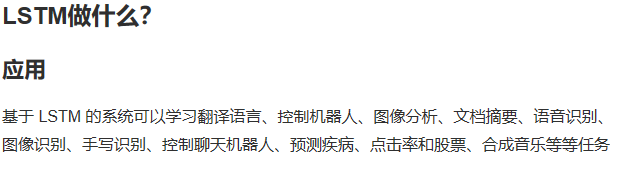 LSTM做什么？
应用
基于 LSTM 的系统可以学习翻译语言、控制机器人、图像分析、文档摘要、语音识别、
图像识别、手写识别、控制聊天机器人、预测疾病、点击率和股票、合成音乐等等任务